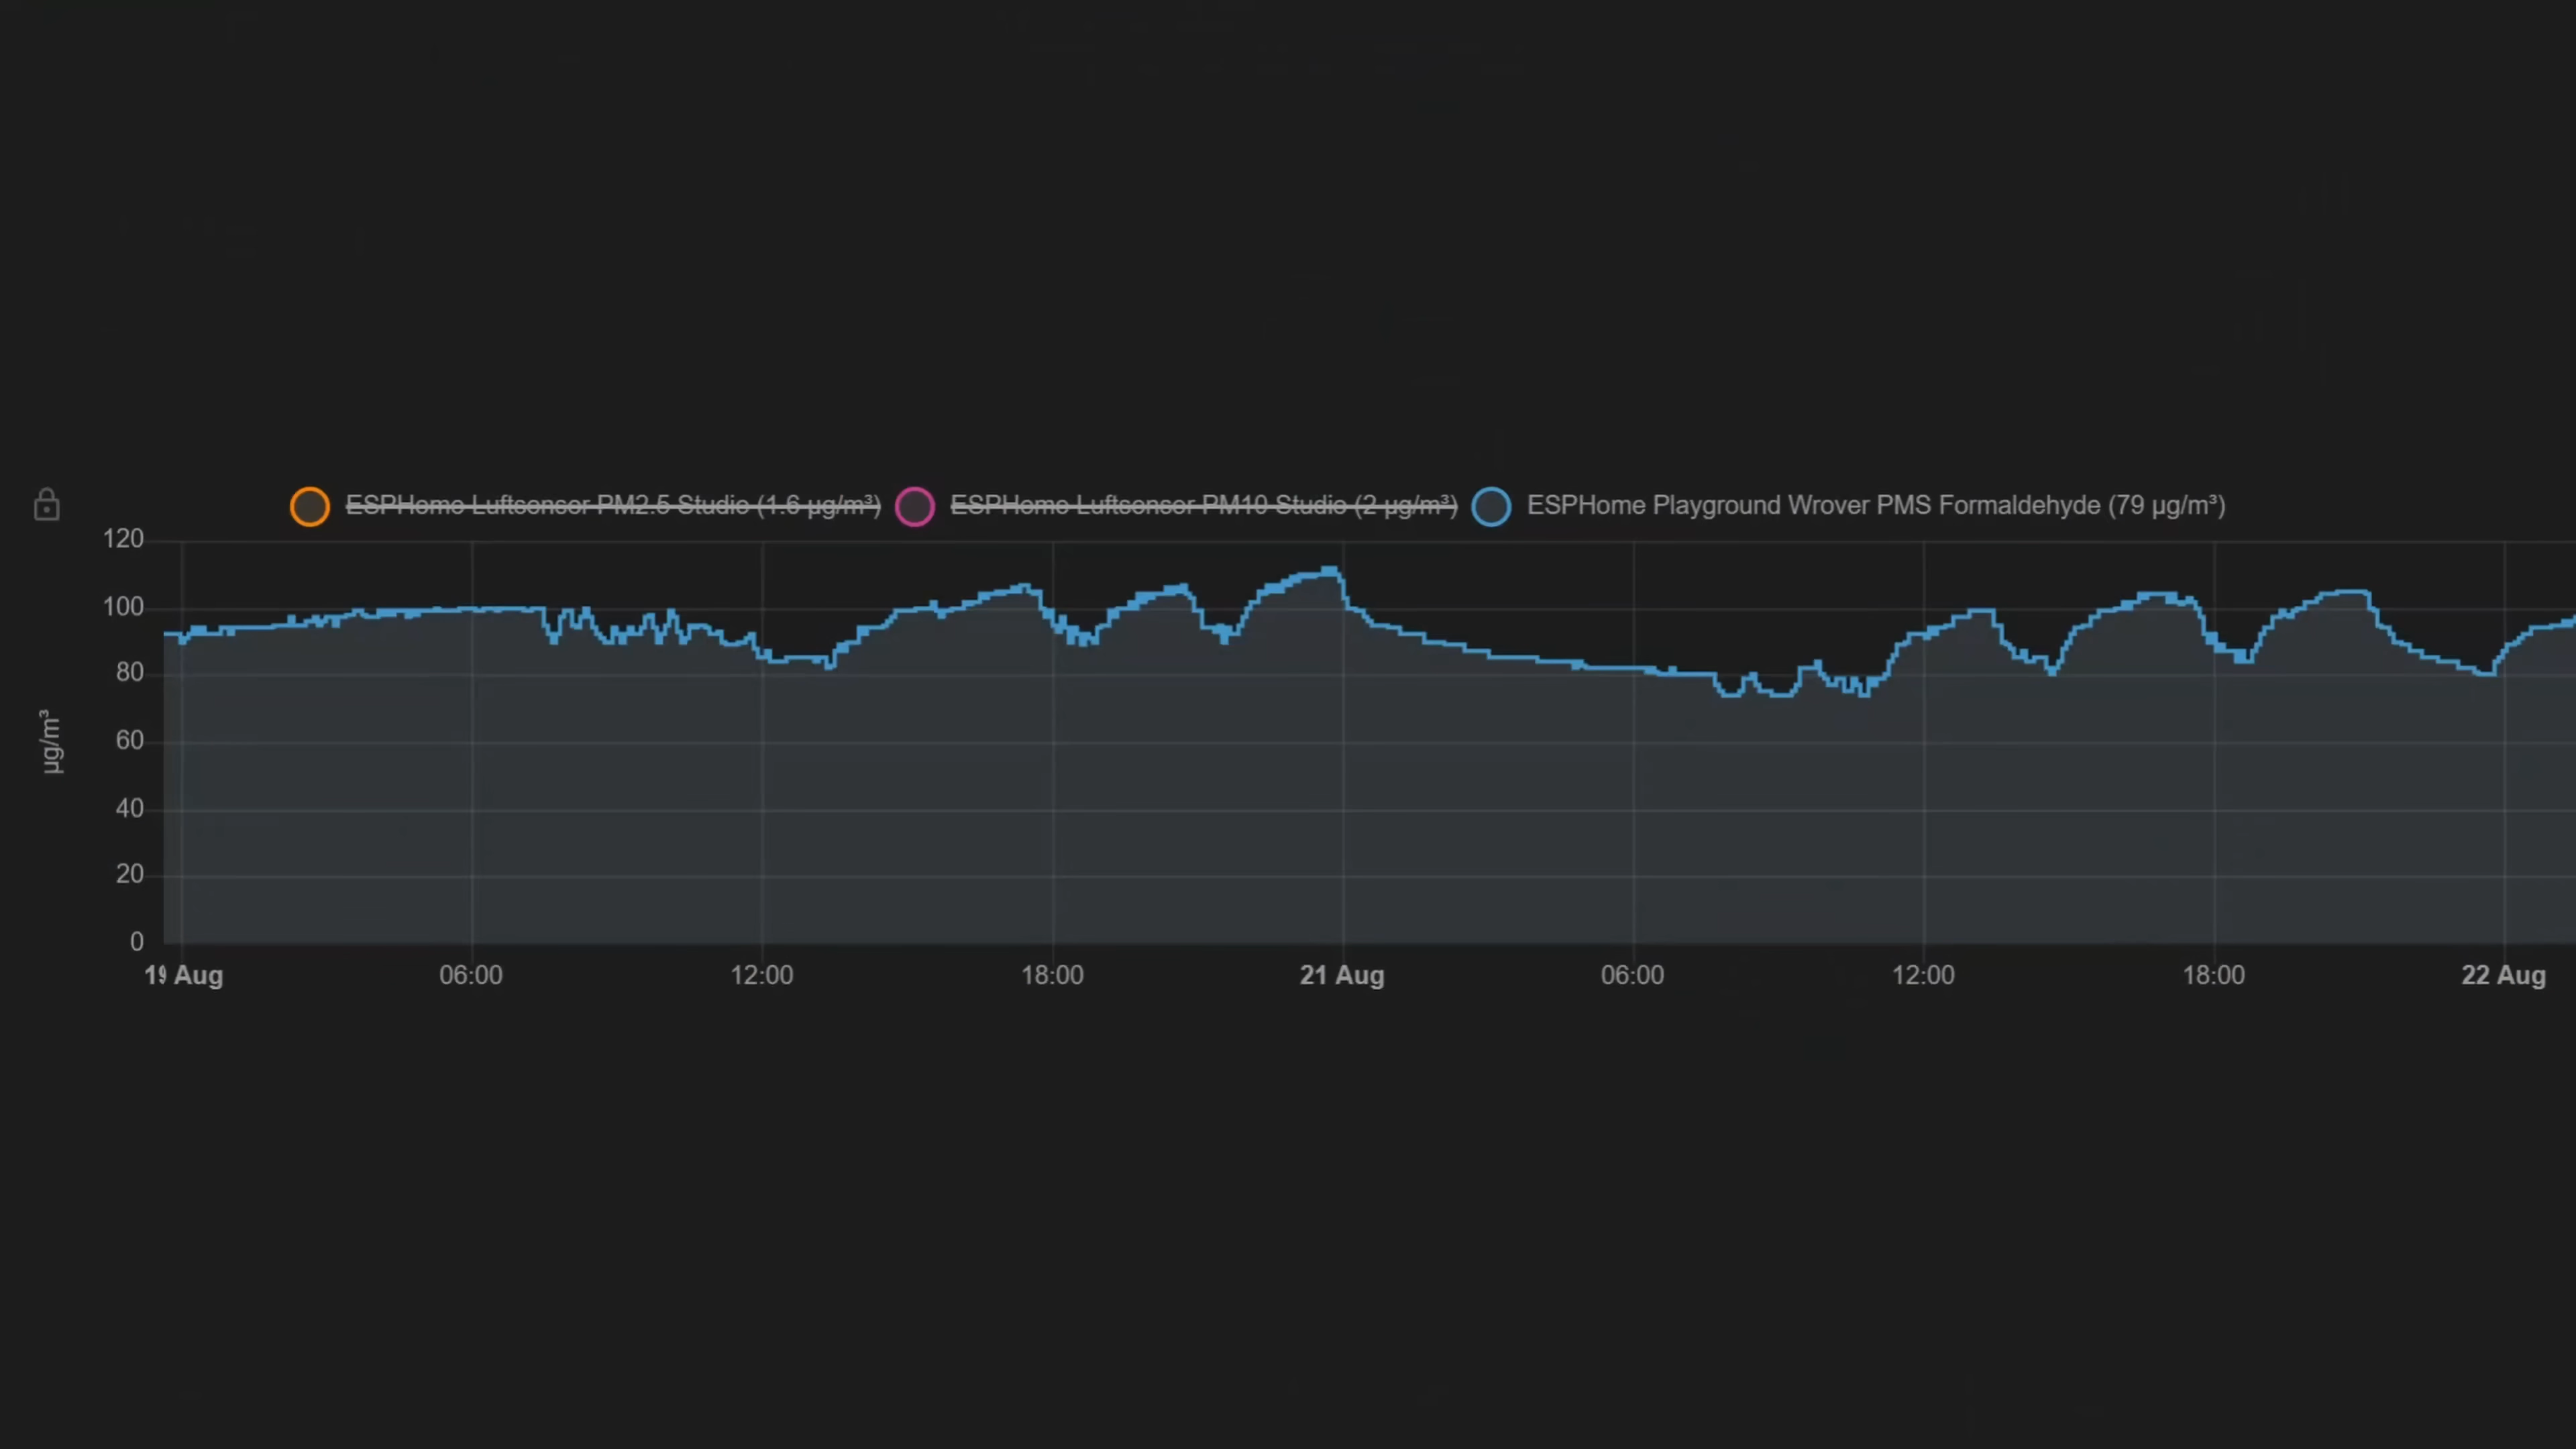 ESPHome Luftsensor PM2.5 Studio (1.6 µg/m³) ESPHome Luftsensor PM10 Studio (2 µg/m³) ESPHome Playground Wrover PMS Formaldehyde (79 µg/m³)
120
100
80
60
40
20
0
µg/m³
19 Aug 06:00 12:00 18:00 21 Aug 06:00 12:00 18:00 22 Aug